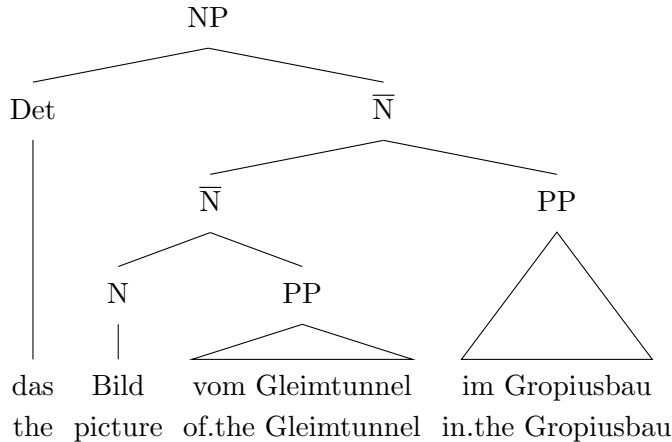 NP
Det N̅
N̅ PP
N PP
das Bild vom Gleimtunnel im Gropiusbau
the picture of.the Gleimtunnel in.the Gropiusbau